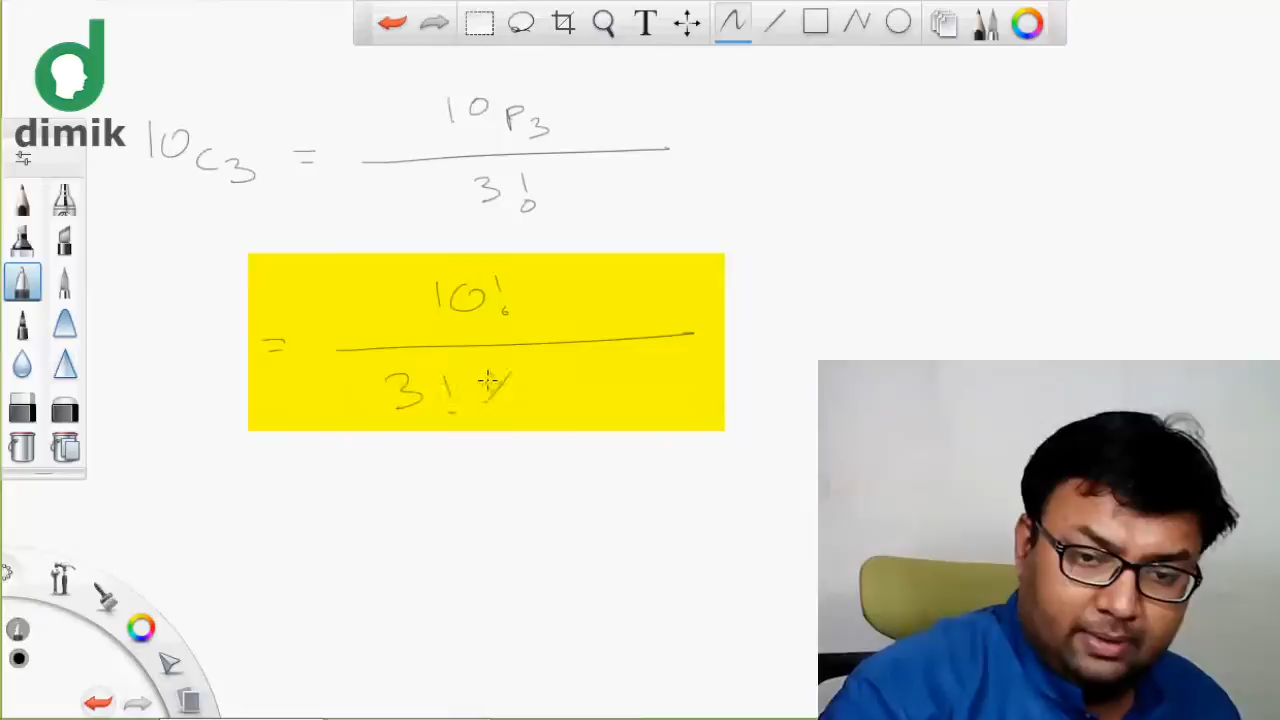 dimik
T
10C3 = 10P3 / 3!
= 10! / 3! ×